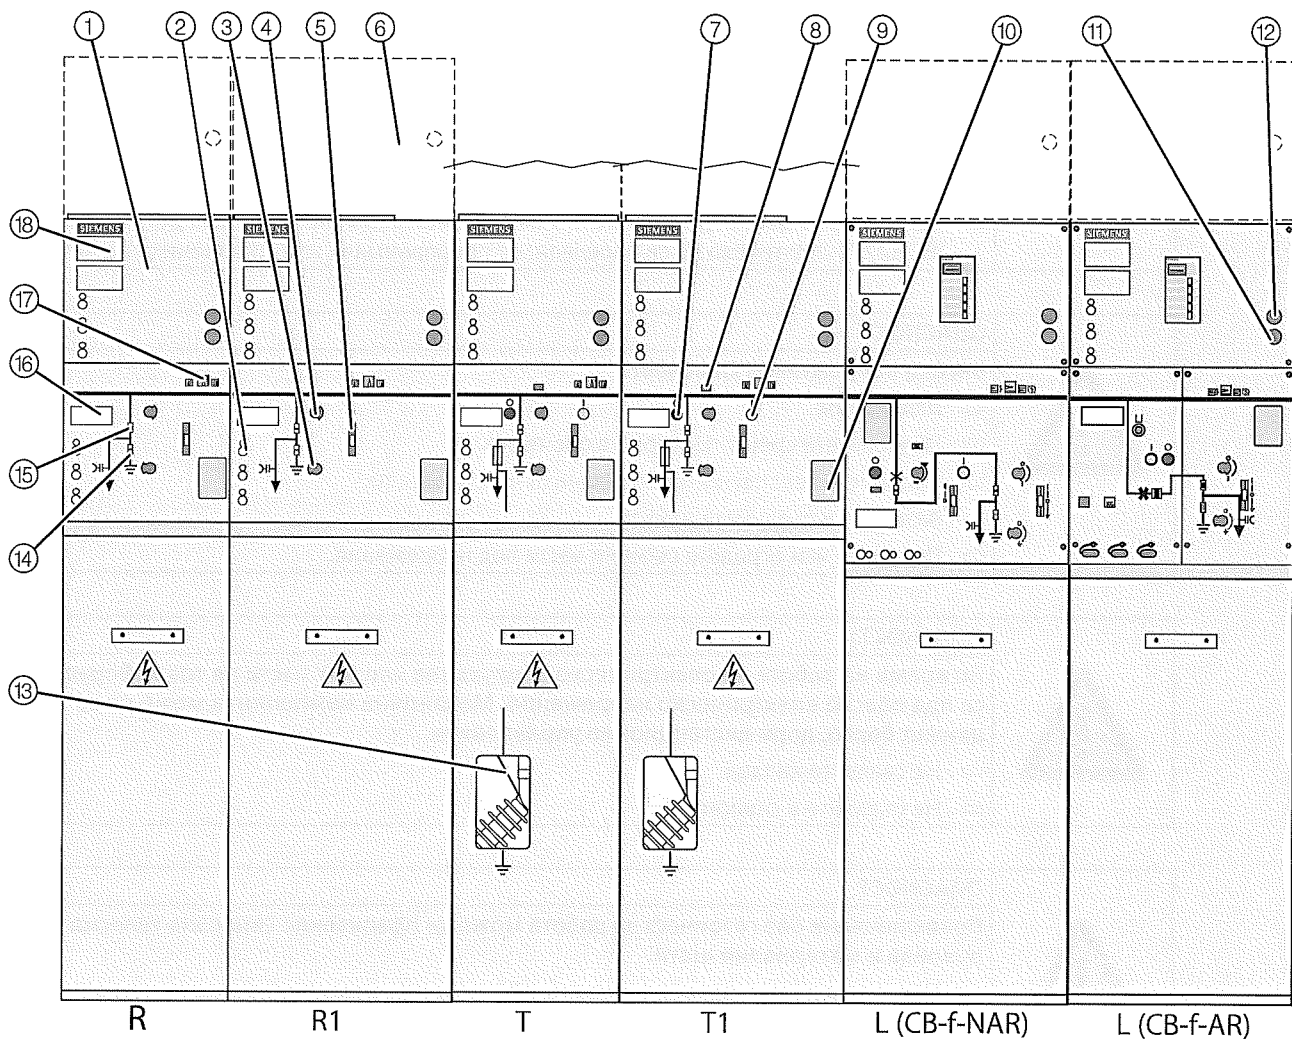 ① ② ③ ④ ⑤ ⑥ ⑦ ⑧ ⑨ ⑩ ⑪ ⑫
SIEMENS SIEMENS SIEMENS SIEMENS SIEMENS SIEMENS
⑱
⑰
⑯
⑮
⑭
⑬
R R1 T T1 L (CB-f-NAR) L (CB-f-AR)